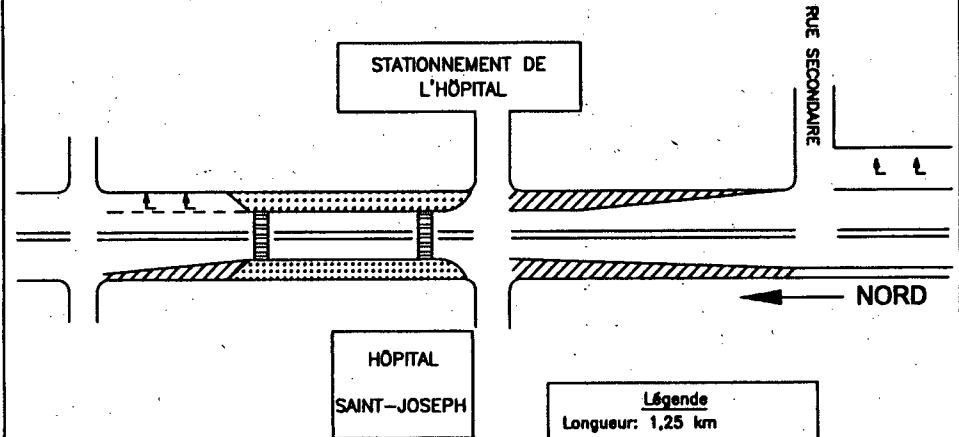 STATIONNEMENT DE
L'HÔPITAL
RUE SECONDAIRE
NORD
HÔPITAL
SAINT-JOSEPH
Légende
Longueur: 1,25 km